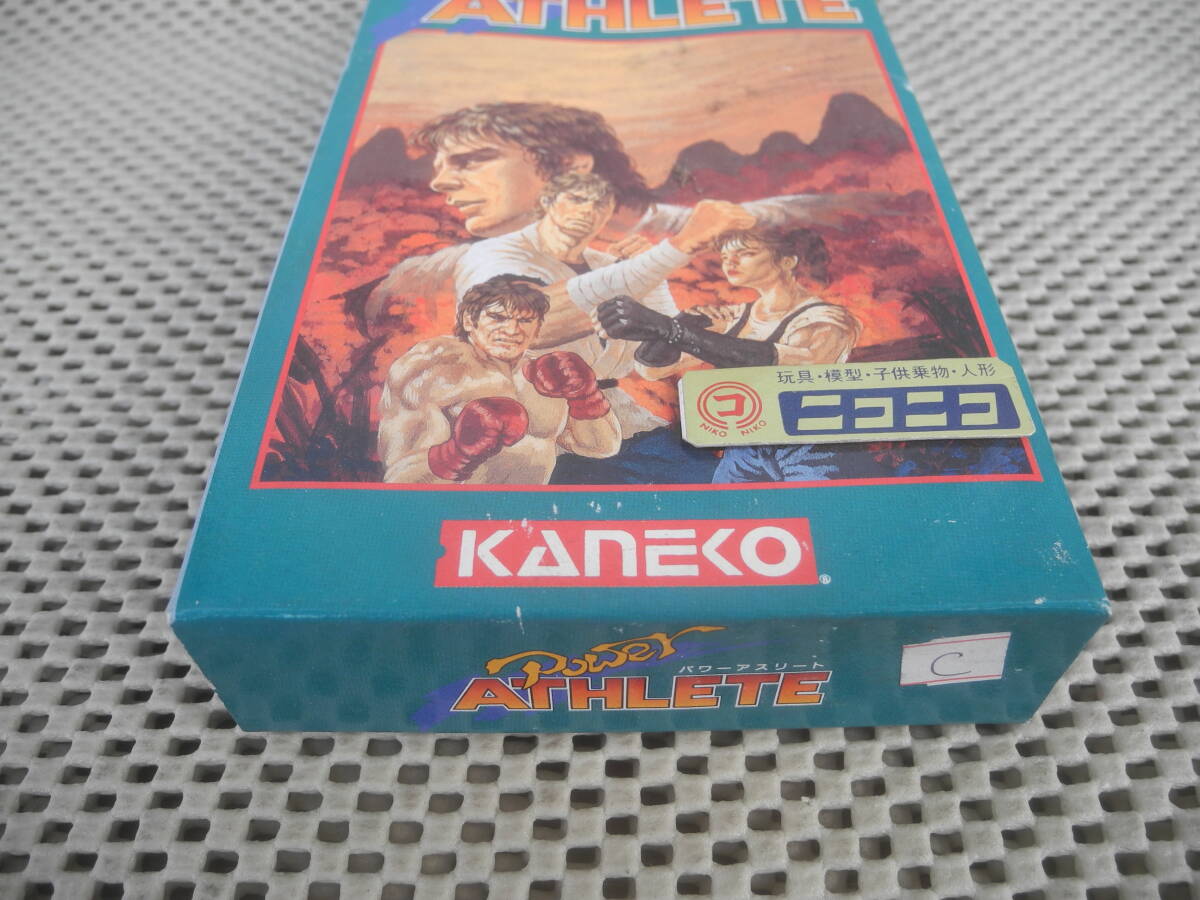 ATHLETE
玩具・模型・子供乗物・人形
コ
NIKO NIKO
ニコニコ
KANEKO®
Power
パワーアスリート
ATHLETE
C